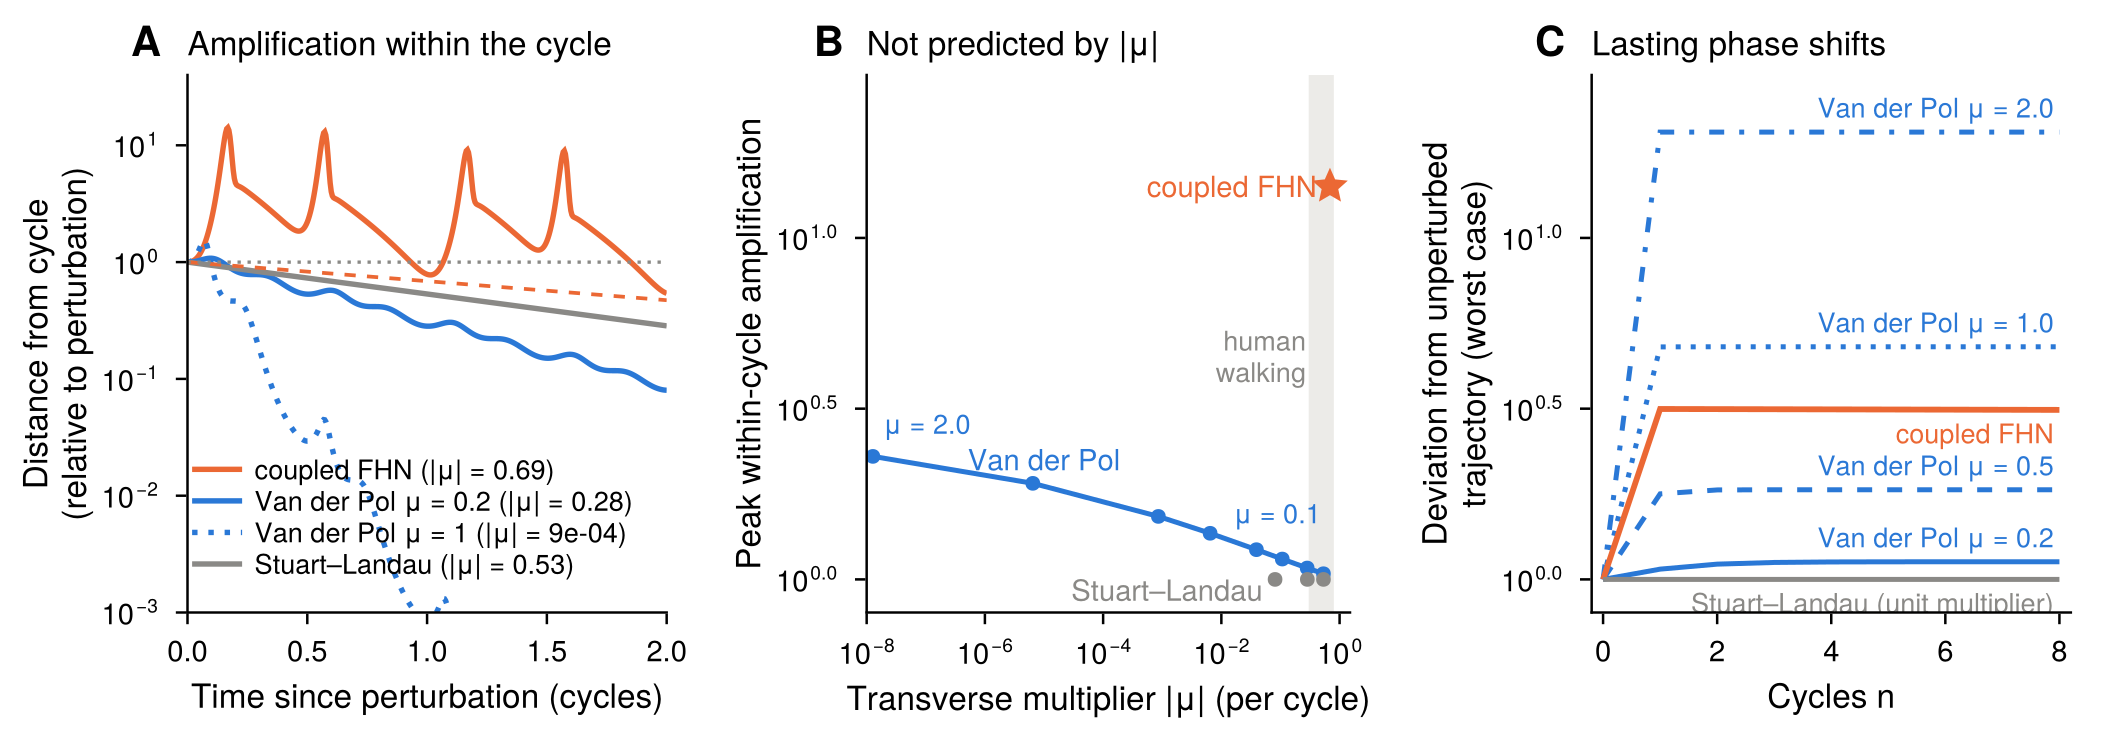 A Amplification within the cycle
Distance from cycle
(relative to perturbation)
10¹
10⁰
10⁻¹
10⁻²
10⁻³
coupled FHN (|μ| = 0.69)
Van der Pol μ = 0.2 (|μ| = 0.28)
Van der Pol μ = 1 (|μ| = 9e-04)
Stuart–Landau (|μ| = 0.53)
0.0 0.5 1.0 1.5 2.0
Time since perturbation (cycles)
B Not predicted by |μ|
Peak within-cycle amplification
10^1.0
10^0.5
10^0.0
coupled FHN
human
walking
μ = 2.0
Van der Pol
μ = 0.1
Stuart–Landau
10⁻⁸ 10⁻⁶ 10⁻⁴ 10⁻² 10⁰
Transverse multiplier |μ| (per cycle)
C Lasting phase shifts
Deviation from unperturbed
trajectory (worst case)
10^1.0
10^0.5
10^0.0
Van der Pol μ = 2.0
Van der Pol μ = 1.0
coupled FHN
Van der Pol μ = 0.5
Van der Pol μ = 0.2
Stuart–Landau (unit multiplier)
0 2 4 6 8
Cycles n